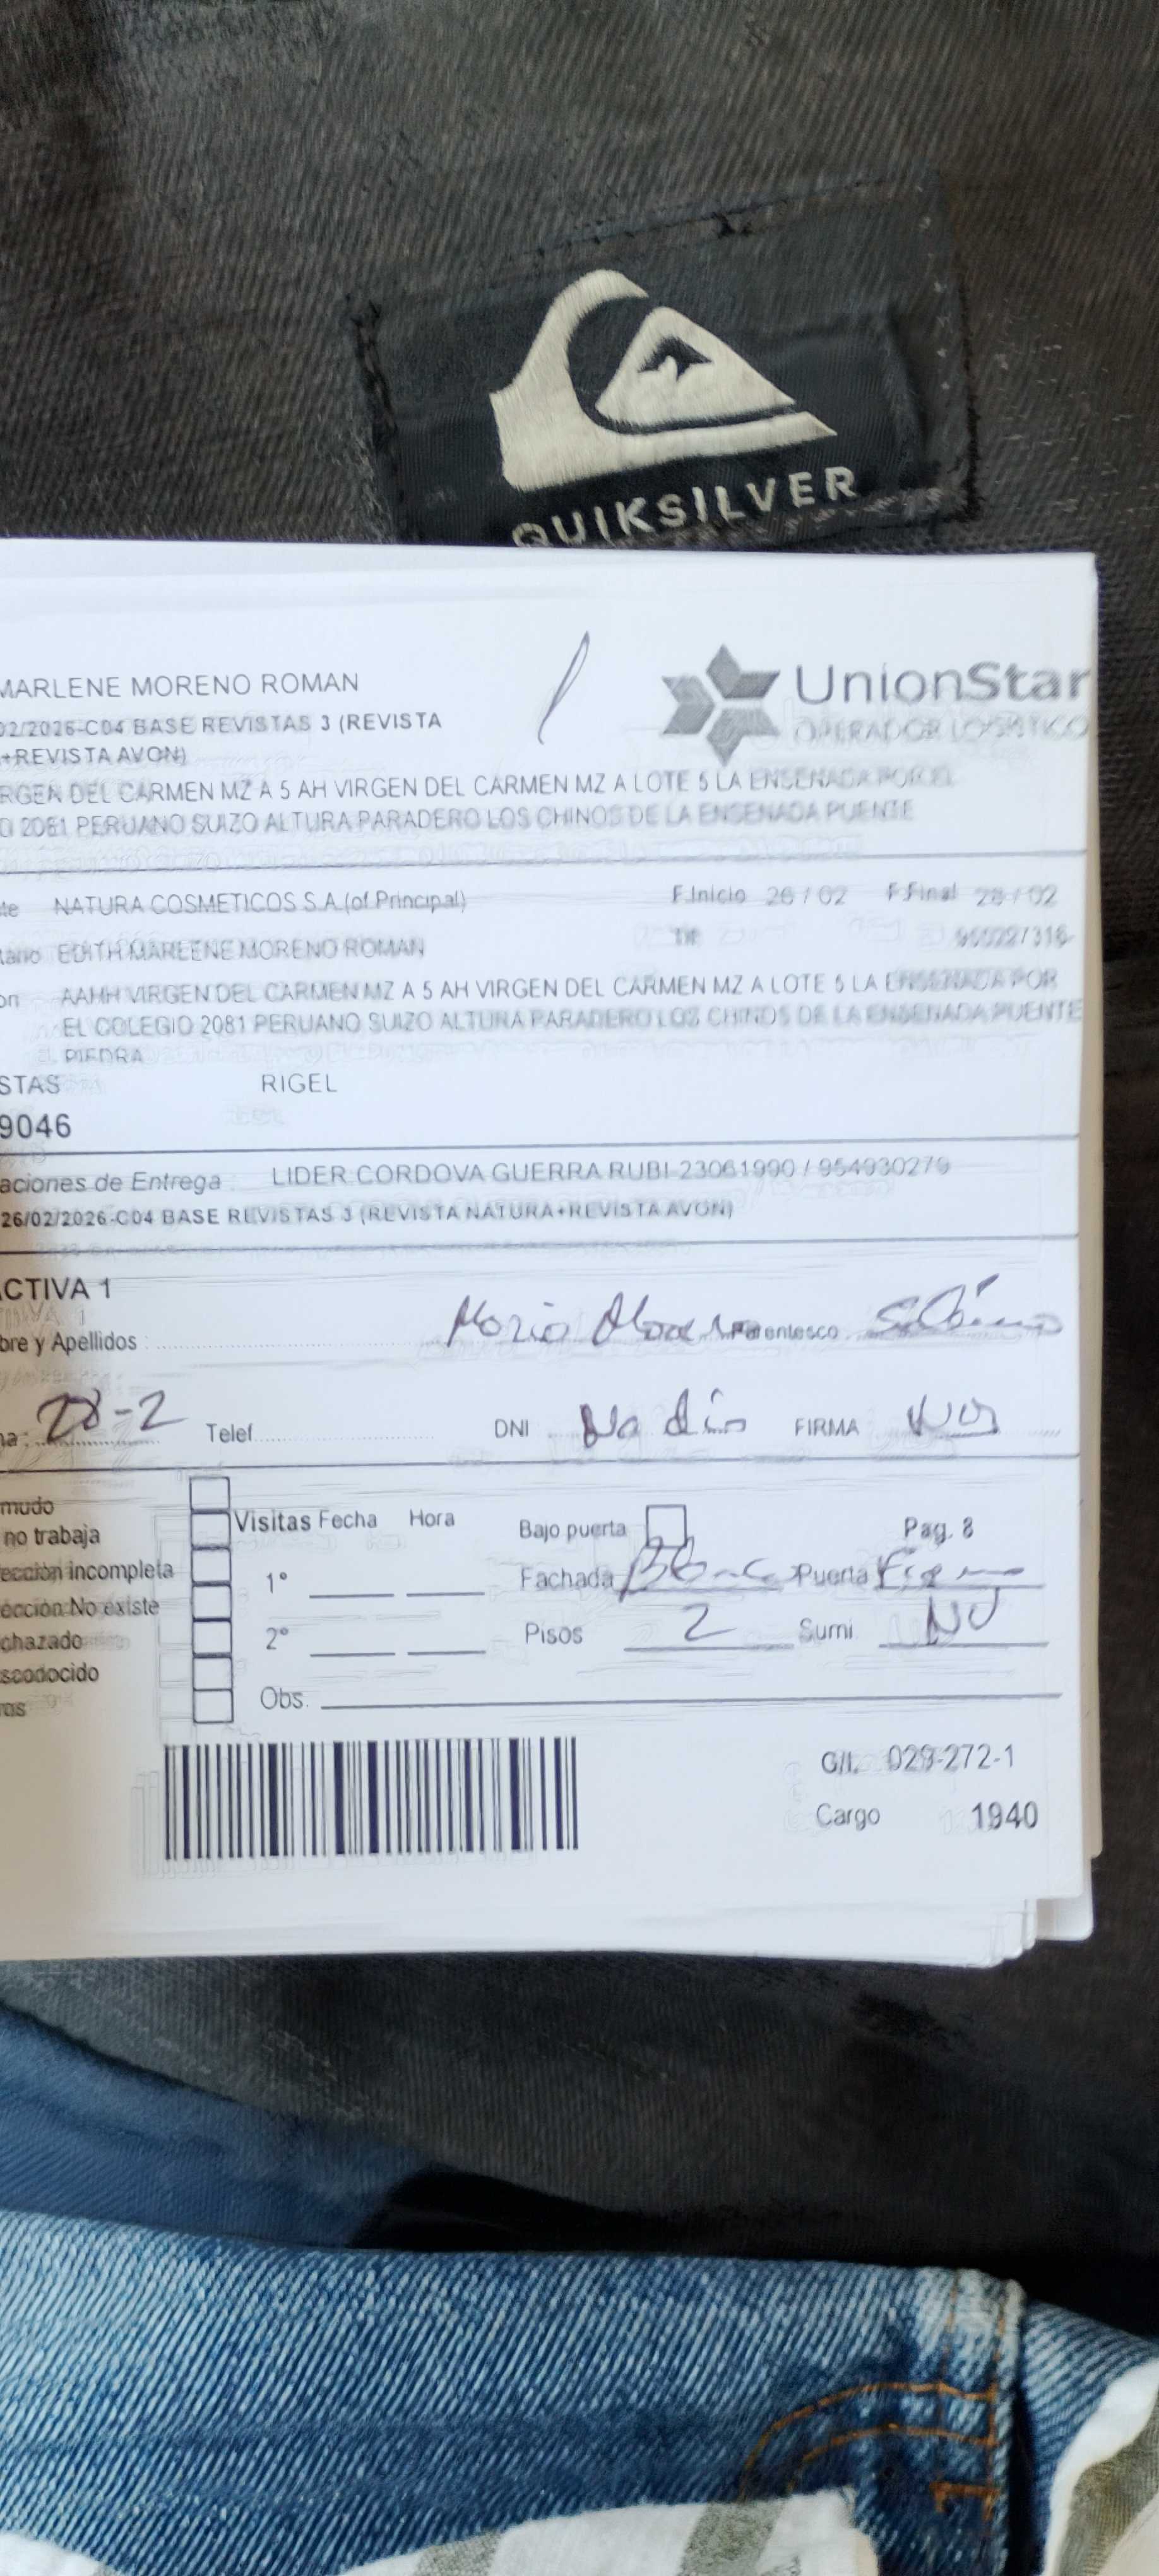 QUIKSILVER
MARLENE MORENO ROMAN
UnionStar
OPERADOR LOGISTICO
02/2026-C04 BASE REVISTAS 3 (REVISTA
+REVISTA AVON)
RGEN DEL CARMEN MZ A 5 AH VIRGEN DEL CARMEN MZ A LOTE 5 LA ENSENADA POR EL
O 2081 PERUANO SUIZO ALTURA PARADERO LOS CHINOS DE LA ENSENADA PUENTE
te NATURA COSMETICOS S.A.(of.Principal) F.Inicio 26 / 02 F.Final 28 / 02
tario EDITH MARLENE MORENO ROMAN
on AAHH VIRGEN DEL CARMEN MZ A 5 AH VIRGEN DEL CARMEN MZ A LOTE 5 LA ENSENADA POR
EL COLEGIO 2081 PERUANO SUIZO ALTURA PARADERO LOS CHINOS DE LA ENSENADA PUENTE
PIEDRA
STAS RIGEL
9046
aciones de Entrega : LIDER CORDOVA GUERRA RUBI 23061990 / 954930279
26/02/2026-C04 BASE REVISTAS 3 (REVISTA NATURA+REVISTA AVON)
CTIVA 1
bre y Apellidos Parentesco
na: 28-2 Telef. DNI FIRMA
mudo
no trabaja
ección incompleta
ección No existe
chazado
scodocido
ros
Visitas Fecha Hora Bajo puerta Pag. 8
1° Fachada Puerta
2° Pisos 2 Sumi. NO
Obs.
G/I. 029-272-1
Cargo 1940